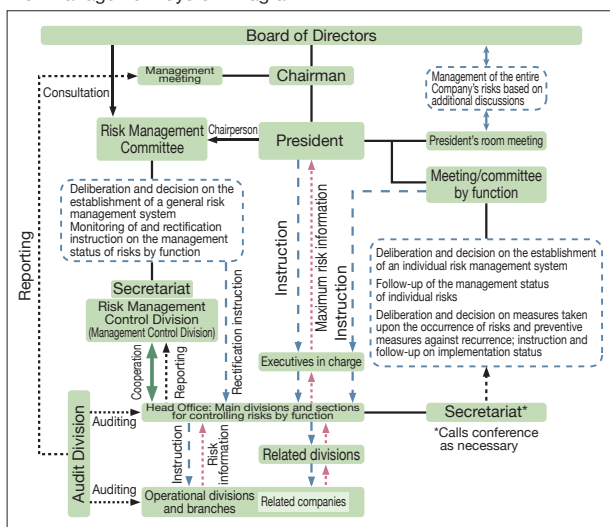 Board of Directors
Management
meeting
Chairman
Management of the entire
Company's risks based on
additional discussions
Consultation
Risk Management
Committee
Chairperson
President
President's room meeting
Meeting/committee
by function
Deliberation and decision on the
establishment of a general risk
management system
Monitoring of and rectification
instruction on the management
status of risks by function
Reporting
Instruction
Maximum risk information
Instruction
Rectification instruction
Deliberation and decision on the establishment
of an individual risk management system
Follow-up of the management status
of individual risks
Deliberation and decision on measures taken
upon the occurrence of risks and preventive
measures against recurrence; instruction and
follow-up on implementation status
Secretariat
Risk Management
Control Division
(Management Control Division)
Cooperation
Reporting
Executives in charge
Audit Division
Auditing
Head Office: Main divisions and sections
for controlling risks by function
Secretariat*
*Calls conference
as necessary
Instruction
Risk
information
Related divisions
Auditing
Operational divisions
and branches
Related companies